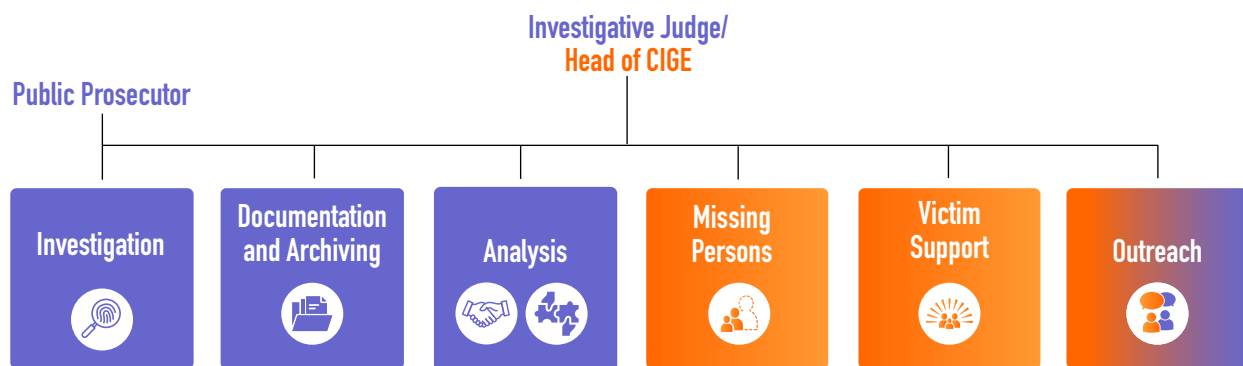 Investigative Judge/
Head of CIGE
Public Prosecutor
Investigation
Documentation
and Archiving
Analysis
Missing
Persons
Victim
Support
Outreach